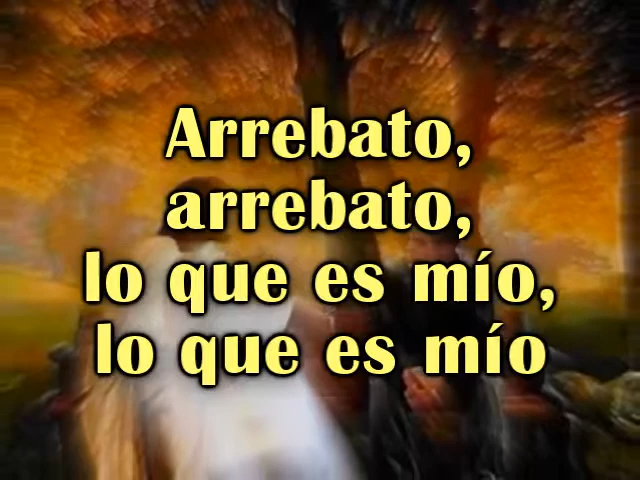 Arrebato,
arrebato,
lo que es mío,
lo que es mío